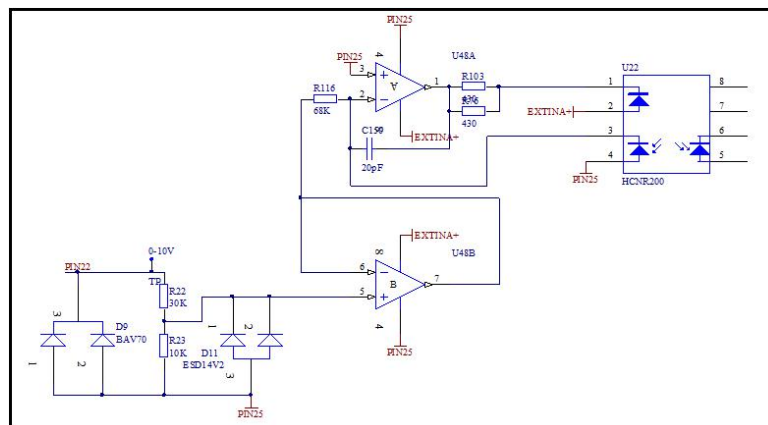 PIN25
U48A
4
PIN25
3
+
A
1
R103
430
U22
1
8
R116
68K
2
−
8
430
2
7
EXTINA+
EXTINA+
C159
20pF
3
6
4
5
PIN25
HCNR200
EXTINA+
8
U48B
0-10V
PIN22
TP
6
−
B
7
5
+
R22
30K
3
D9
BAV70
R23
10K
1
2
D11
ESD14V2
1
2
3
4
PIN25
PIN25